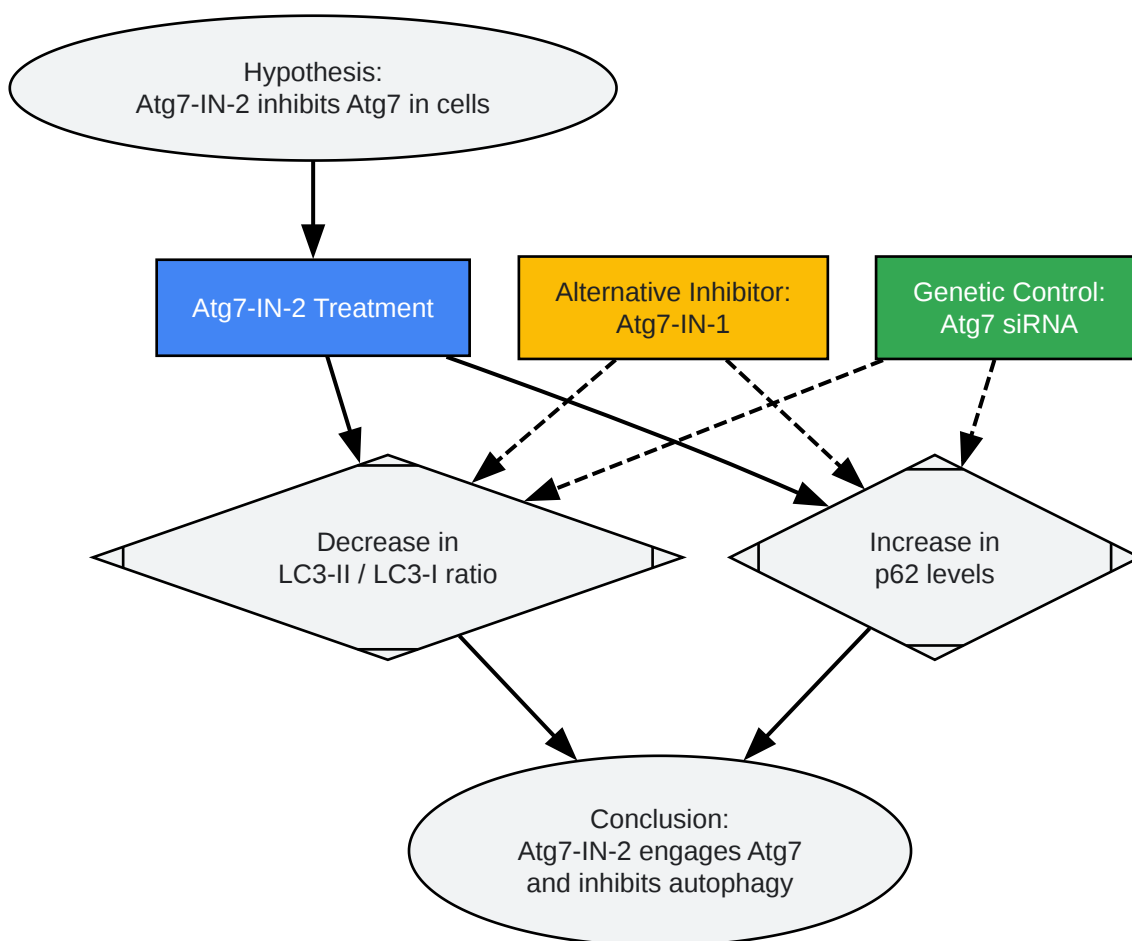 Hypothesis:
Atg7-IN-2 inhibits Atg7 in cells
Atg7-IN-2 Treatment
Alternative Inhibitor:
Atg7-IN-1
Genetic Control:
Atg7 siRNA
Decrease in
LC3-II / LC3-I ratio
Increase in
p62 levels
Conclusion:
Atg7-IN-2 engages Atg7
and inhibits autophagy